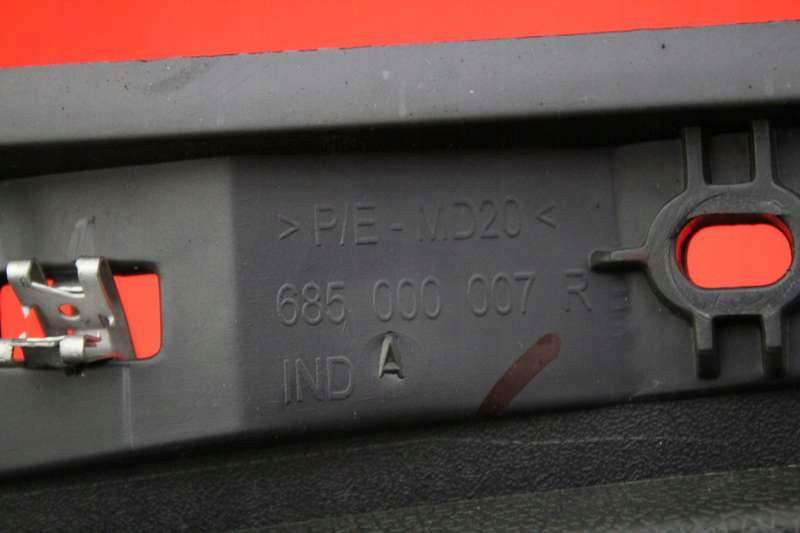 > P/E - MD20 <
685 000 007 R
IND A